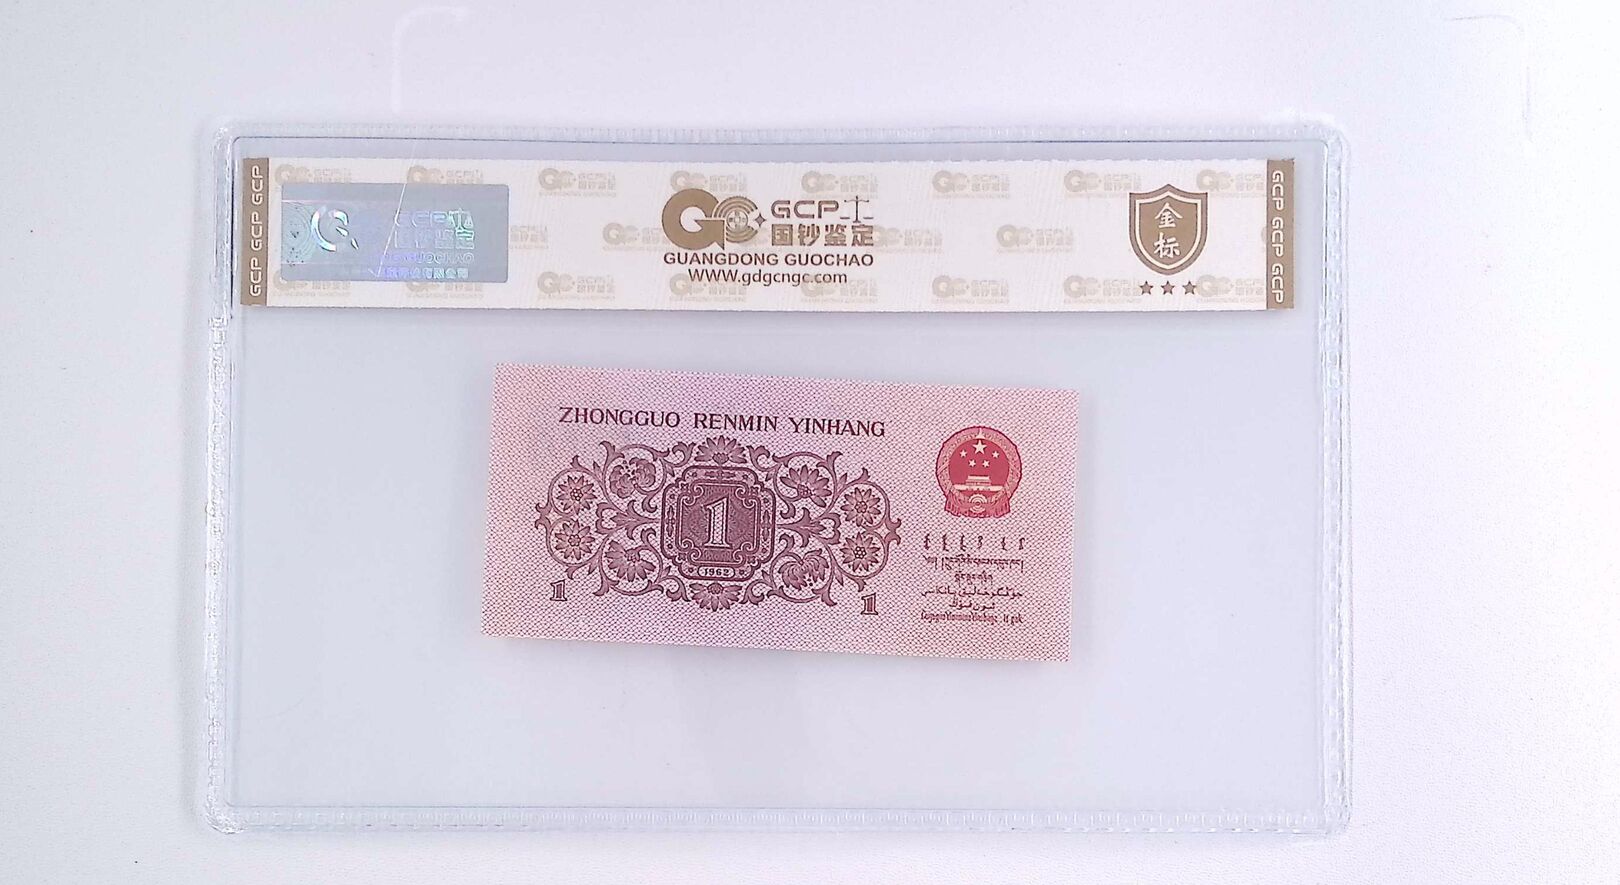 GCP GCP GCP
GCP
国钞鉴定
GUANGDONG GUOCHAO
WWW.gdgcngc.com
金标
GCP GCP GCP
ZHONGGUO RENMIN YINHANG
1
1962
1
1